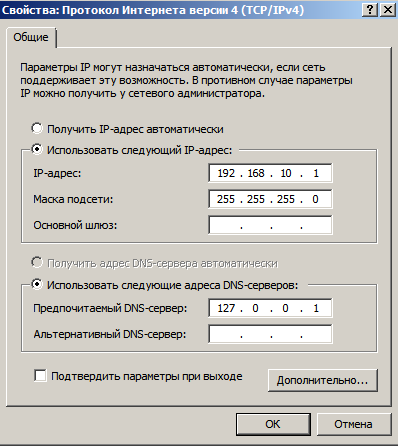 Свойства: Протокол Интернета версии 4 (TCP/IPv4)
Общие
Параметры IP могут назначаться автоматически, если сеть
поддерживает эту возможность. В противном случае параметры
IP можно получить у сетевого администратора.
Получить IP-адрес автоматически
Использовать следующий IP-адрес:
IP-адрес: 192 . 168 . 10 . 1
Маска подсети: 255 . 255 . 255 . 0
Основной шлюз: . . .
Получить адрес DNS-сервера автоматически
Использовать следующие адреса DNS-серверов:
Предпочитаемый DNS-сервер: 127 . 0 . 0 . 1
Альтернативный DNS-сервер: . . .
Подтвердить параметры при выходе
Дополнительно...
ОК Отмена